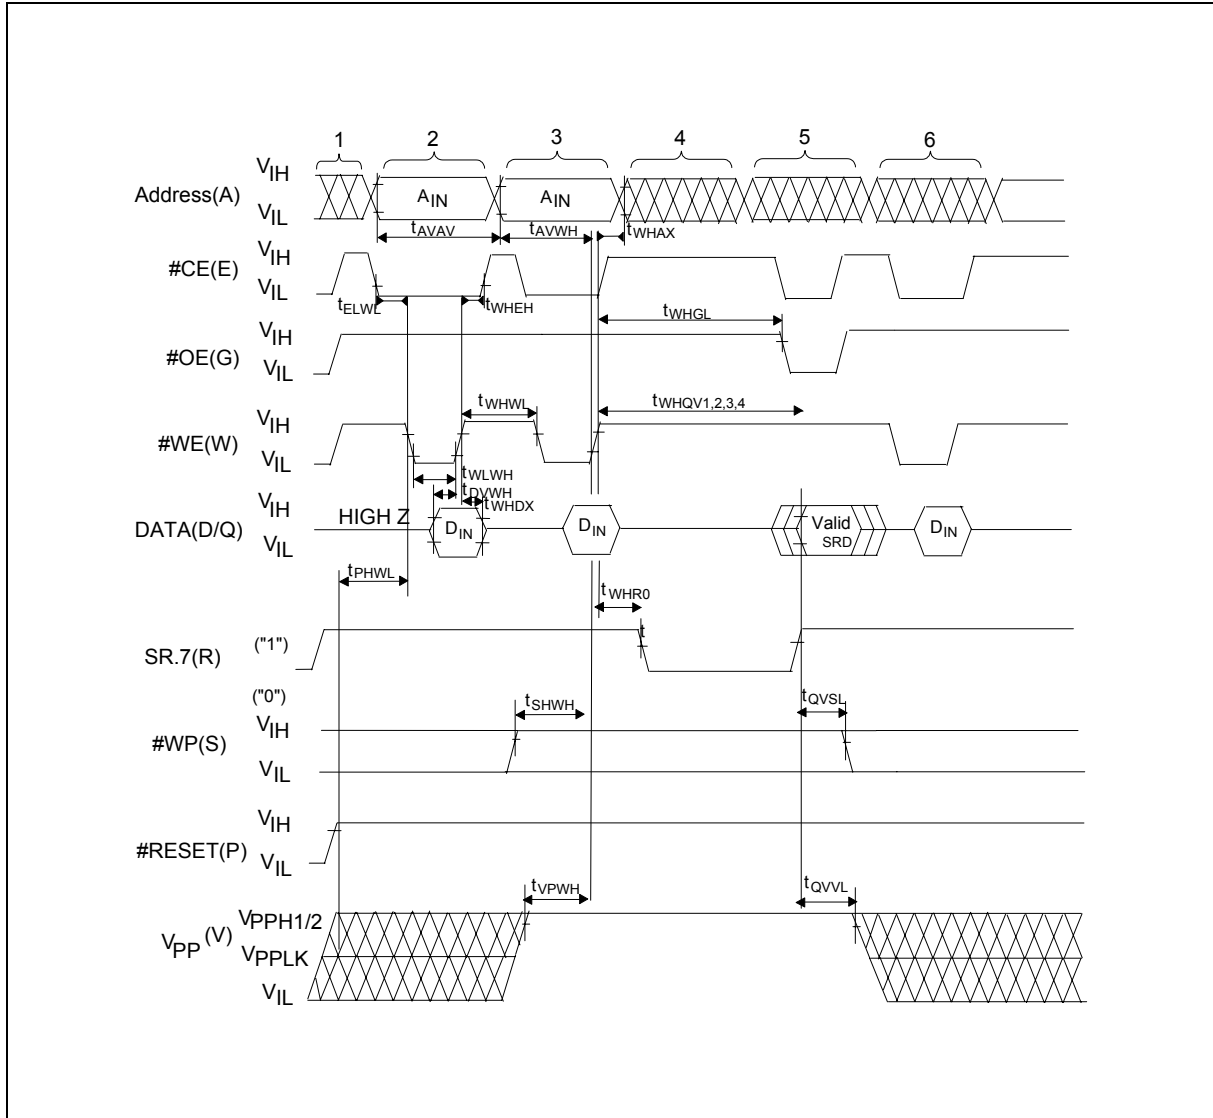 1 2 3 4 5 6
Address(A) VIH VIL AIN AIN
tAVAV tAVWH tWHAX
#CE(E) VIH VIL
tELWL tWHEH
tWHGL
#OE(G) VIH VIL
tWHWL tWHQV1,2,3,4
#WE(W) VIH VIL
tWLWH
tDVWH
tWHDX
DATA(D/Q) VIH VIL HIGH Z DIN DIN Valid SRD DIN
tPHWL
tWHR0
t
SR.7(R) ("1") ("0")
tSHWH tQVSL
#WP(S) VIH VIL
#RESET(P) VIH VIL
tVPWH tQVVL
VPP (V) VPPH1/2 VPPLK VIL